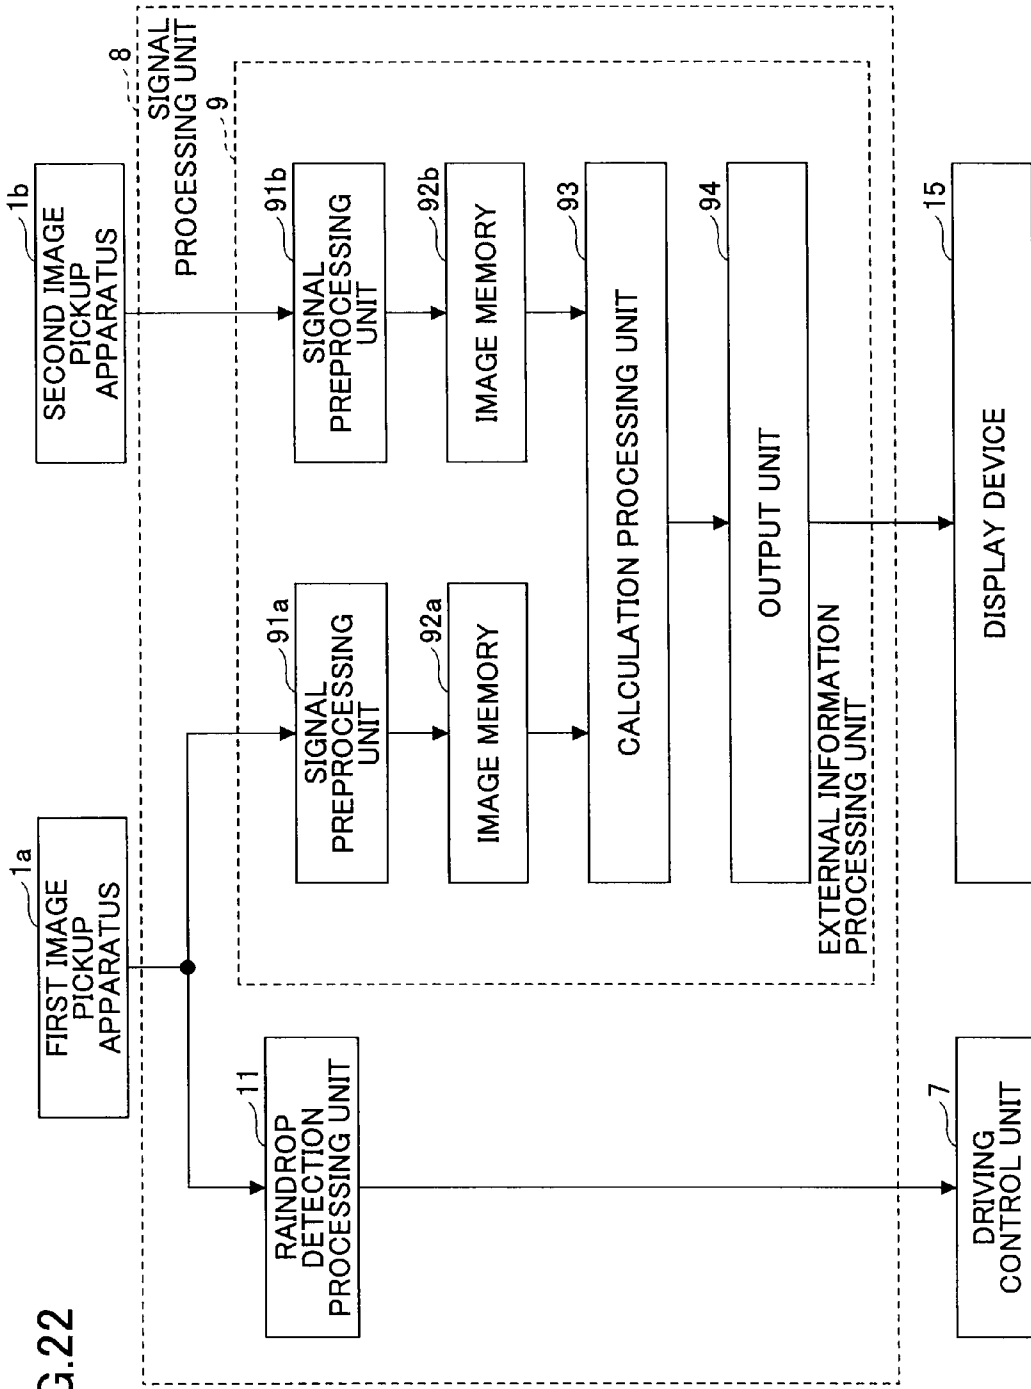 G.22
FIRST IMAGE
PICKUP
APPARATUS
1a
SECOND IMAGE
PICKUP
APPARATUS
1b
8
SIGNAL
PROCESSING UNIT
9
RAINDROP
DETECTION
PROCESSING UNIT
11
SIGNAL
PREPROCESSING
UNIT
91a
SIGNAL
PREPROCESSING
UNIT
91b
IMAGE MEMORY
92a
IMAGE MEMORY
92b
CALCULATION PROCESSING UNIT
93
OUTPUT UNIT
94
EXTERNAL INFORMATION
PROCESSING UNIT
DRIVING
CONTROL UNIT
7
DISPLAY DEVICE
15